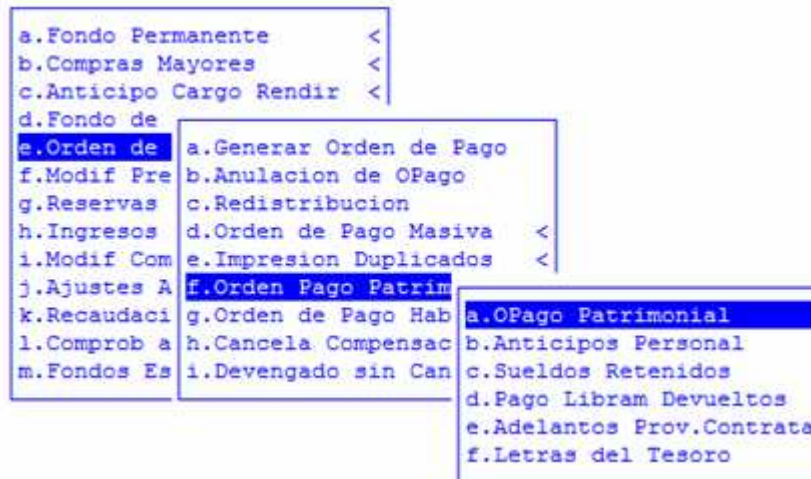 a.Fondo Permanente <
b.Compras Mayores <
c.Anticipo Cargo Rendir <
d.Fondo de
e.Orden de
f.Modif Pre
g.Reservas
h.Ingresos
i.Modif Com
j.Ajustes A
k.Recaudaci
l.Comprob a
m.Fondos Es
a.Generar Orden de Pago
b.Anulacion de OPago
c.Redistribucion
d.Orden de Pago Masiva <
e.Impresion Duplicados <
f.Orden Pago Patrim
g.Orden de Pago Hab
h.Cancela Compensac
i.Devengado sin Can
a.OPago Patrimonial
b.Anticipos Personal
c.Sueldos Retenidos
d.Pago Libram Devueltos
e.Adelantos Prov.Contrata
f.Letras del Tesoro